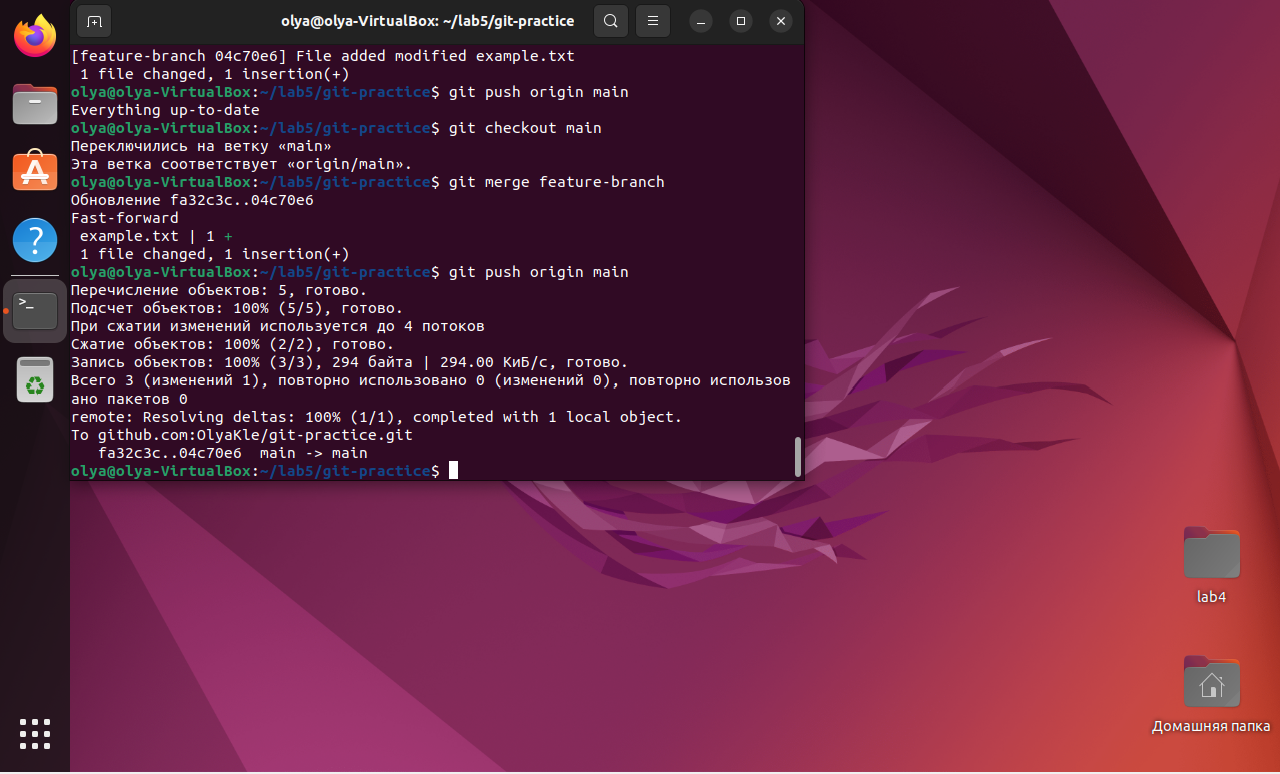 olya@olya-VirtualBox: ~/lab5/git-practice
[feature-branch 04c70e6] File added modified example.txt
 1 file changed, 1 insertion(+)
olya@olya-VirtualBox:~/lab5/git-practice$ git push origin main
Everything up-to-date
olya@olya-VirtualBox:~/lab5/git-practice$ git checkout main
Переключились на ветку «main»
Эта ветка соответствует «origin/main».
olya@olya-VirtualBox:~/lab5/git-practice$ git merge feature-branch
Обновление fa32c3c..04c70e6
Fast-forward
 example.txt | 1 +
 1 file changed, 1 insertion(+)
olya@olya-VirtualBox:~/lab5/git-practice$ git push origin main
Перечисление объектов: 5, готово.
Подсчет объектов: 100% (5/5), готово.
При сжатии изменений используется до 4 потоков
Сжатие объектов: 100% (2/2), готово.
Запись объектов: 100% (3/3), 294 байта | 294.00 КиБ/с, готово.
Всего 3 (изменений 1), повторно использовано 0 (изменений 0), повторно использов
ано пакетов 0
remote: Resolving deltas: 100% (1/1), completed with 1 local object.
To github.com:OlyaKle/git-practice.git
   fa32c3c..04c70e6  main -> main
olya@olya-VirtualBox:~/lab5/git-practice$
lab4
Домашняя папка